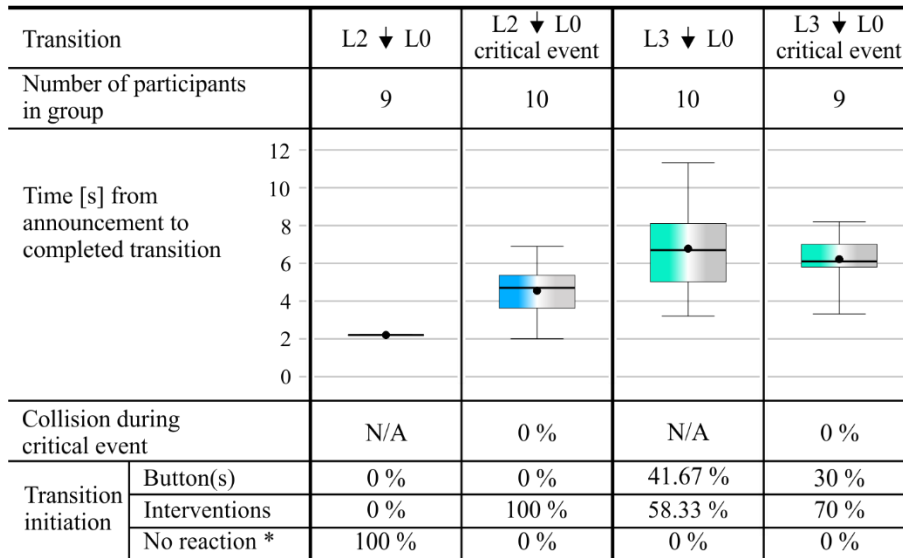 Transition L2 ↓ L0 L2 ↓ L0 critical event L3 ↓ L0 L3 ↓ L0 critical event
Number of participants in group 9 10 10 9
Time [s] from
announcement to
completed transition
12
10
8
6
4
2
0
Collision during critical event N/A 0 % N/A 0 %
Transition initiation
Button(s) 0 % 0 % 41.67 % 30 %
Interventions 0 % 100 % 58.33 % 70 %
No reaction * 100 % 0 % 0 % 0 %